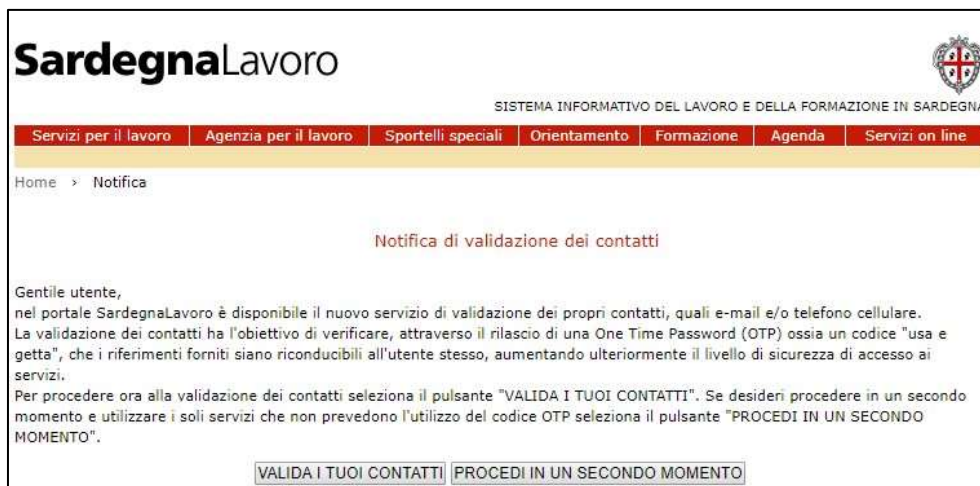 SardegnaLavoro
SISTEMA INFORMATIVO DEL LAVORO E DELLA FORMAZIONE IN SARDEGNA
Servizi per il lavoro Agenzia per il lavoro Sportelli speciali Orientamento Formazione Agenda Servizi on line
Home › Notifica
Notifica di validazione dei contatti
Gentile utente,
nel portale SardegnaLavoro è disponibile il nuovo servizio di validazione dei propri contatti, quali e-mail e/o telefono cellulare.
La validazione dei contatti ha l'obiettivo di verificare, attraverso il rilascio di una One Time Password (OTP) ossia un codice "usa e
getta", che i riferimenti forniti siano riconducibili all'utente stesso, aumentando ulteriormente il livello di sicurezza di accesso ai
servizi.
Per procedere ora alla validazione dei contatti seleziona il pulsante "VALIDA I TUOI CONTATTI". Se desideri procedere in un secondo
momento e utilizzare i soli servizi che non prevedono l'utilizzo del codice OTP seleziona il pulsante "PROCEDI IN UN SECONDO
MOMENTO".
VALIDA I TUOI CONTATTI PROCEDI IN UN SECONDO MOMENTO